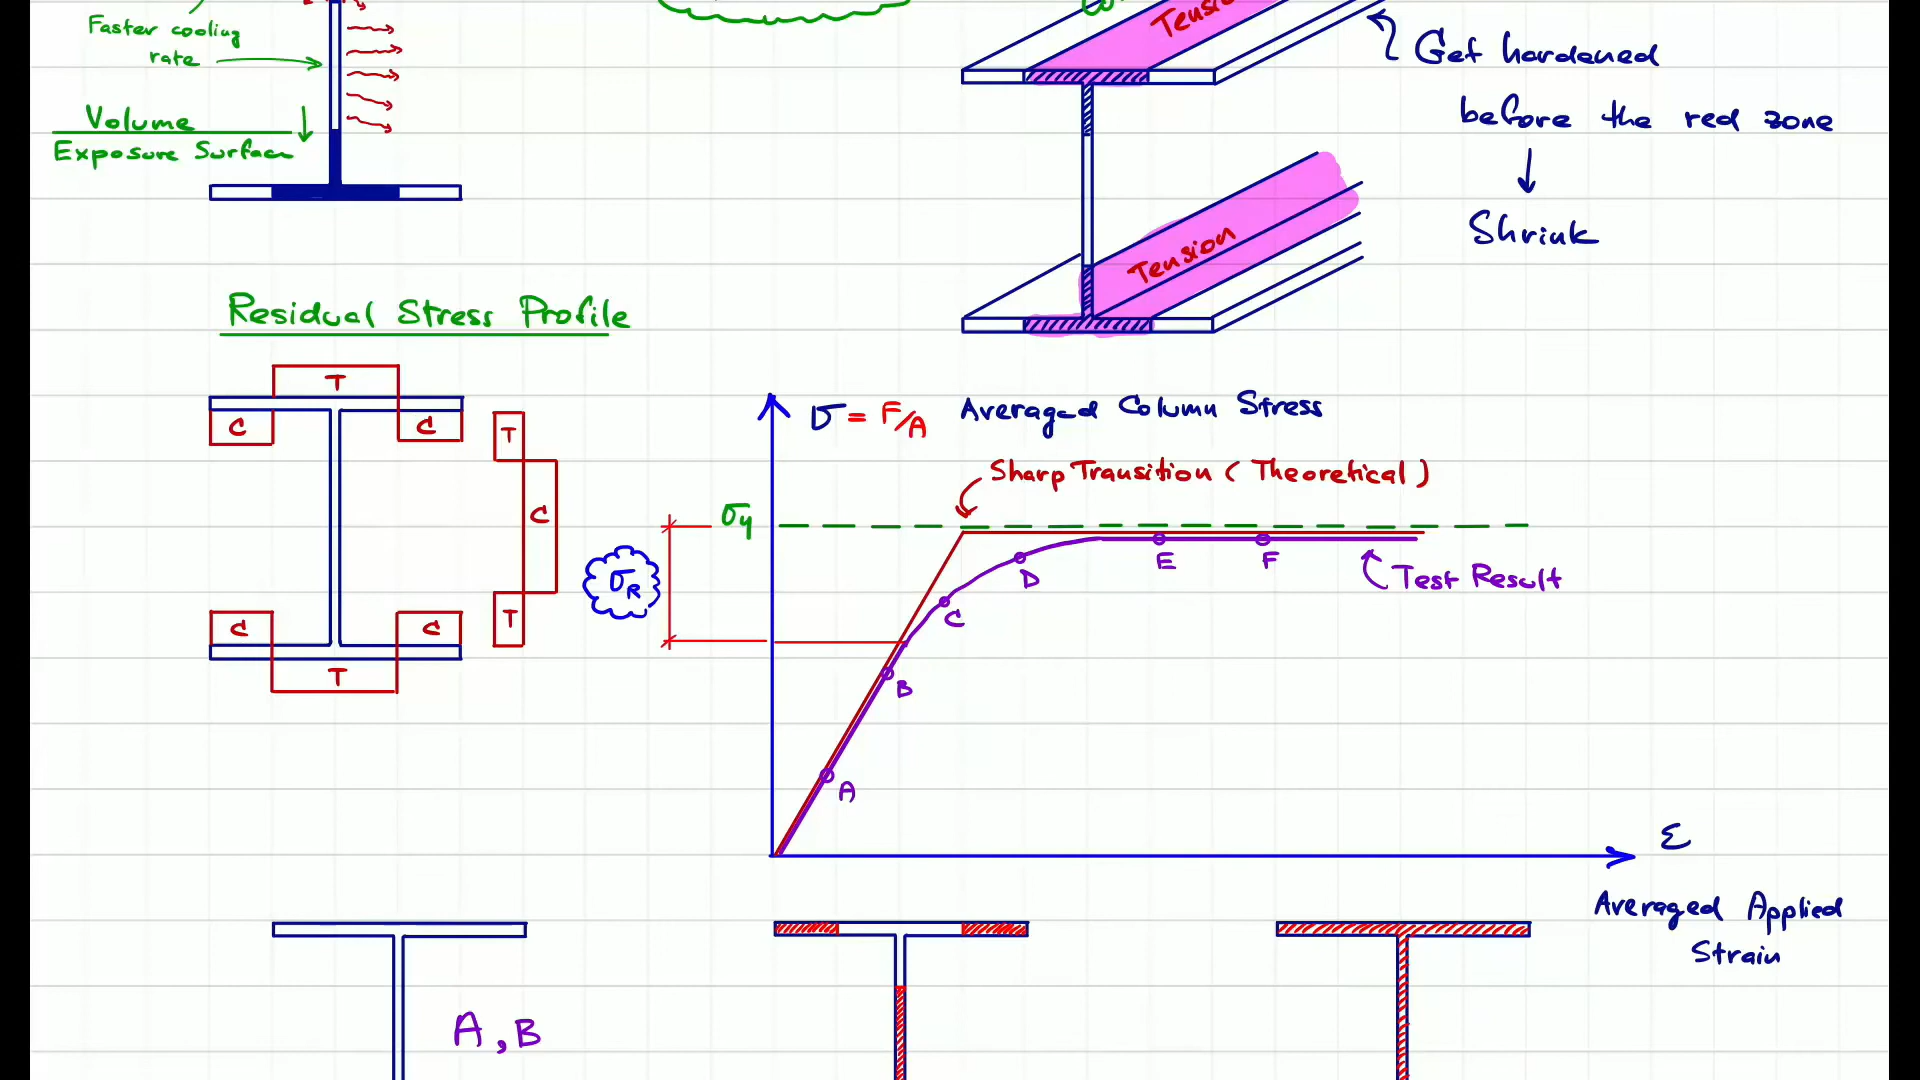 Faster cooling
rate
Volume
Exposure Surface
Tension
Get hardened
before the red zone
Shrink
Tension
Residual Stress Profile
T
C
C
T
C
T
C
C
T
σ = F/A Averaged Column Stress
Sharp Transition (Theoretical)
σy
σR
A
B
C
D
E
F
Test Result
ε
Averaged Applied
Strain
A, B